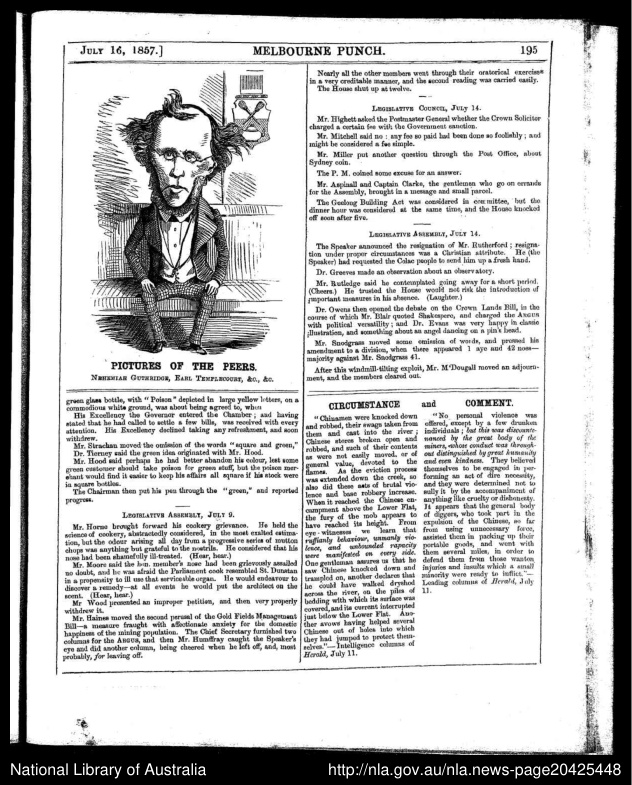 JULY 16, 1857.]
MELBOURNE PUNCH.
195
PICTURES OF THE PEERS.
NEHEMIAH GUTHRIDGE, EARL TEMPLECOURT, &c., &c.
green glass bottle, with "Poison" depicted in large yellow letters, on a
commodious white ground, was about being agreed to, when
His Excellency the Governor entered the Chamber; and having
stated that he had called to settle a few bills, was received with every
attention. His Excellency declined taking any refreshment, and soon
withdrew.
Mr. Strachan moved the omission of the words "square and green,"
Dr. Tierney said the green idea originated with Mr. Hood.
Mr. Hood said perhaps he had better abandon his colour, lest some
green customer should take poison for green stuff, but the poison mer-
chant would find it easier to keep his affairs all square if his stock were
in square bottles.
The Chairman then put his pen through the "green," and reported
progress.
LEGISLATIVE ASSEMBLY, JULY 9.
Mr. Horne brought forward his cookery grievance. He held the
science of cookery, abstractedly considered, in the most exalted estima-
tion, but the odour arising all day from a progressive series of mutton
chops was anything but grateful to the nostrils. He considered that his
nose had been shamefully ill-treated. (Hear, hear.)
Mr. Moore said the hon. member's nose had been grievously assailed
no doubt, and he was afraid the Parliament cook resembled St. Dunstan
in a propensity to ill use that serviceable organ. He would endeavour to
discover a remedy—at all events he would put the architect on the
scent. (Hear, hear.)
Mr Wood presented an improper petition, and then very properly
withdrew it.
Mr. Haines moved the second perusal of the Gold Fields Management
Bill—a measure fraught with affectionate anxiety for the domestic
happiness of the mining population. The Chief Secretary furnished two
columns for the ARGUS, and then Mr. Humffray caught the Speaker's
eye and did another column, being cheered when he left off, and, most
probably, for leaving off.
Nearly all the other members went through their oratorical exercises
in a very creditable manner, and the second reading was carried easily.
The House shut up at twelve.
LEGISLATIVE COUNCIL, JULY 14.
Mr. Highett asked the Postmaster General whether the Crown Solicitor
charged a certain fee with the Government sanction.
Mr. Mitchell said no: any fee so paid had been done so foolishly; and
might be considered a fee simple.
Mr. Miller put another question through the Post Office, about
Sydney coin.
The P. M. coined some excuse for an answer.
Mr. Aspinall and Captain Clarke, the gentlemen who go on errands
for the Assembly, brought in a message and small parcel.
The Geelong Building Act was considered in committee, but the
dinner hour was considered at the same time, and the House knocked
off soon after five.
LEGISLATIVE ASSEMBLY, JULY 14.
The Speaker announced the resignation of Mr. Rutherford; resigna-
tion under proper circumstances was a Christian attribute. He (the
Speaker) had requested the Colac people to send him up a fresh hand.
Dr. Greeves made an observation about an observatory.
Mr. Rutledge said he contemplated going away for a short period.
(Cheers.) He trusted the House would not risk the introduction of
important measures in his absence. (Laughter.)
Dr. Owens then opened the debate on the Crown Lands Bill, in the
course of which Mr. Blair quoted Shakespere, and charged the ARGUS
with political versatility; and Dr. Evans was very happy in classic
illustration, and something about an angel dancing on a pin's head.
Mr. Snodgrass moved some omission of words, and pressed his
amendment to a division, when there appeared 1 aye and 42 noes—
majority against Mr. Snodgrass 41.
After this windmill-tilting exploit, Mr. M'Dougall moved an adjourn-
ment, and the members cleared out.
CIRCUMSTANCE and COMMENT.
"Chinamen were knocked down
and robbed, their swags taken from
them and cast into the river;
Chinese stores broken open and
robbed, and such of their contents
as were not easily moved, or of
general value, devoted to the
flames. As the eviction process
was extended down the creek, so
also did these acts of brutal vio-
lence and base robbery increase.
When it reached the Chinese en-
campment above the Lower Flat,
the fury of the mob appears to
have reached its height. From
eye-witnesses we learn that
ruffianly behaviour, unmanly vio-
lence, and unbounded rapacity
were manifested on every side.
One gentleman assures us that he
saw Chinese knocked down and
trampled on, another declares that
he could have walked dryshod
across the river, on the piles of
bedding with which its surface was
covered, and its current interrupted
just below the Lower Flat. Ano-
ther avows having helped several
Chinese out of holes into which
they had jumped to protect them-
selves."—Intelligence columns of
Herald, July 11.
"No personal violence was
offered, except by a few drunken
individuals; but this was discounte-
nanced by the great body of the
miners, whose conduct was through-
out distinguished by great humanity
and even kindness. They believed
themselves to be engaged in per-
forming an act of dire necessity,
and they were determined not to
sully it by the accompaniment of
anything like cruelty or dishonesty.
It appears that the general body
of diggers, who took part in the
expulsion of the Chinese, so far
from using unnecessary force,
assisted them in packing up their
portable goods, and went with
them several miles, in order to
defend them from those wanton
injuries and insults which a small
minority were ready to inflict."—
Leading columns of Herald, July
11.
National Library of Australia
http://nla.gov.au/nla.news-page20425448